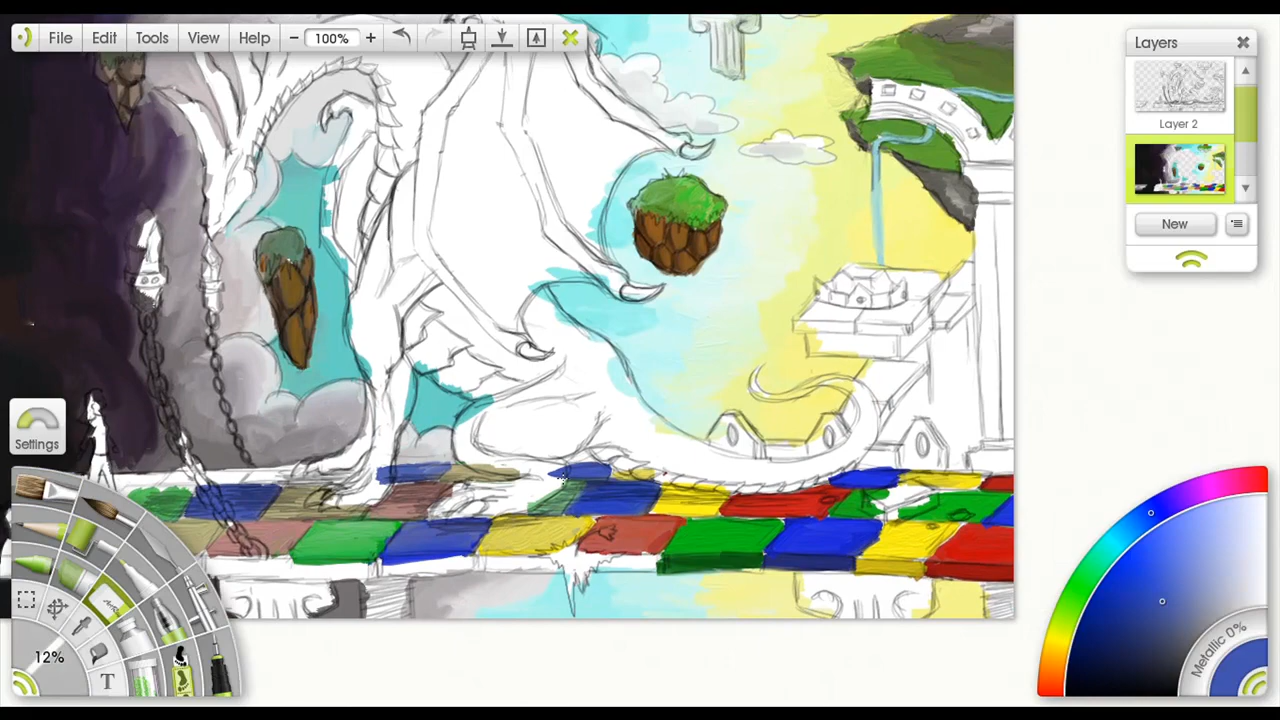 File Edit Tools View Help − 100% +
Layers
Layer 2
New
Settings
12%
T
Metallic 0%